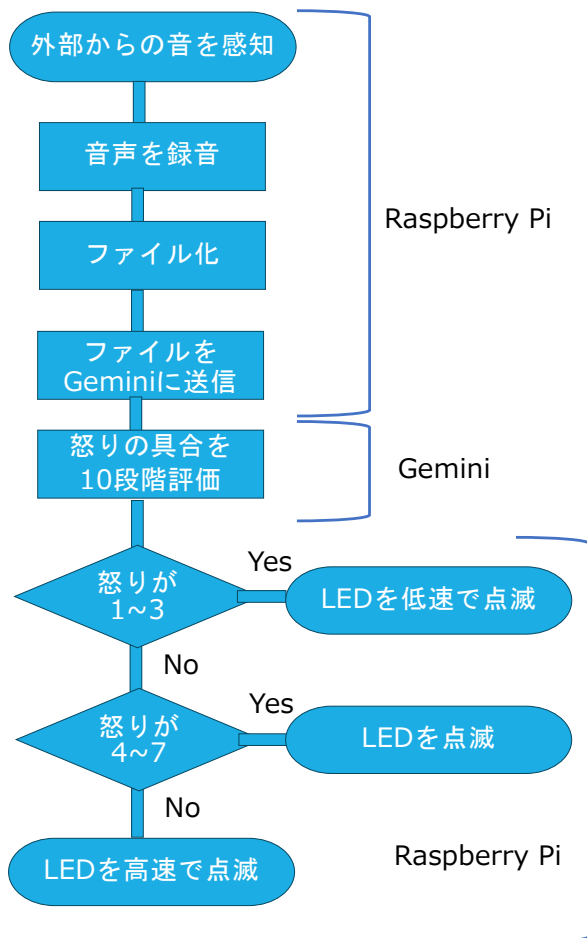 外部からの音を感知
音声を録音
ファイル化
Raspberry Pi
ファイルを
Geminiに送信
怒りの具合を
10段階評価
Gemini
怒りが
1~3
Yes
LEDを低速で点滅
No
怒りが
4~7
Yes
LEDを点滅
No
LEDを高速で点滅
Raspberry Pi